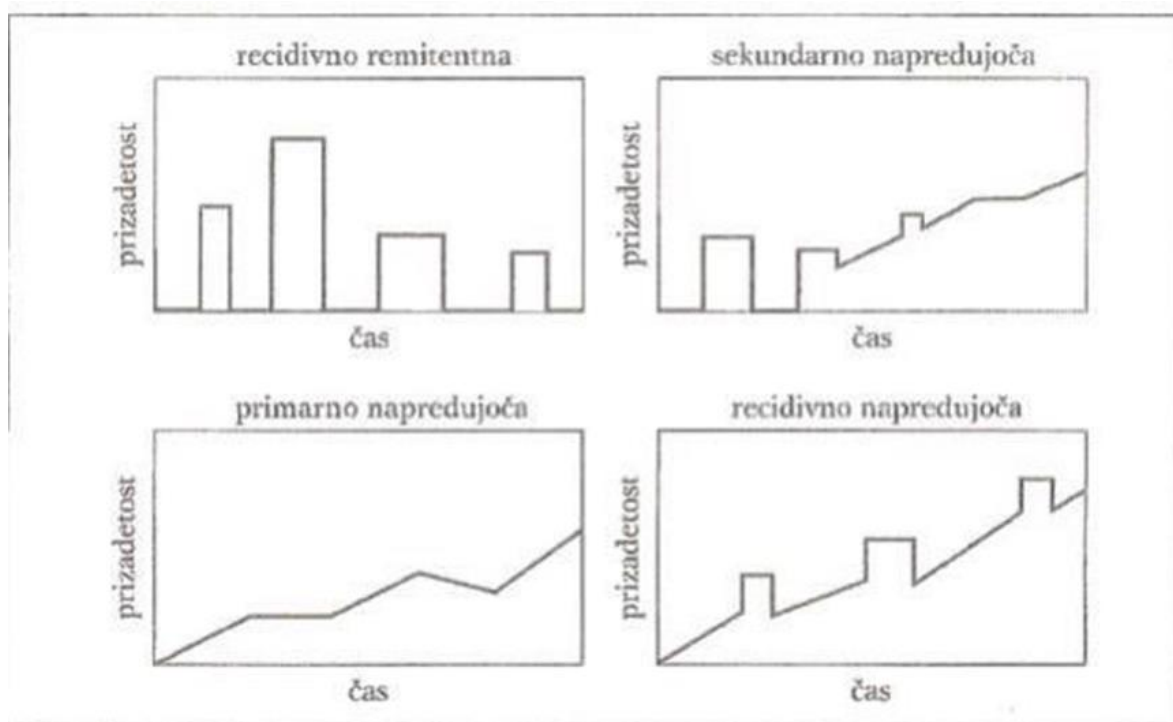 recidivno remitentna
prizadetost
čas
sekundarno napredujoča
prizadetost
čas
primarno napredujoča
prizadetost
čas
recidivno napredujoča
prizadetost
čas